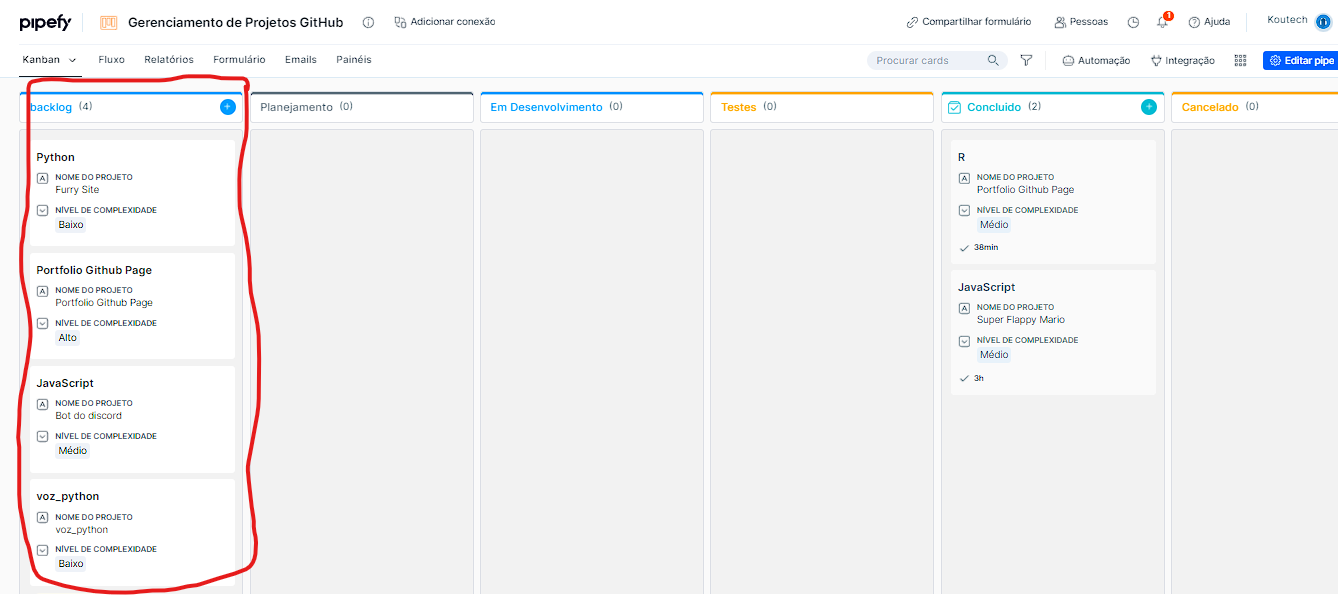 pipefy Gerenciamento de Projetos GitHub Adicionar conexão Compartilhar formulário Pessoas 1 Ajuda Koutech
Kanban Fluxo Relatórios Formulário Emails Painéis Procurar cards Automação Integração Editar pipe
backlog (4) Planejamento (0) Em Desenvolvimento (0) Testes (0) Concluido (2) Cancelado (0)
Python
NOME DO PROJETO
Furry Site
NÍVEL DE COMPLEXIDADE
Baixo
Portfolio Github Page
NOME DO PROJETO
Portfolio Github Page
NÍVEL DE COMPLEXIDADE
Alto
JavaScript
NOME DO PROJETO
Bot do discord
NÍVEL DE COMPLEXIDADE
Médio
voz_python
NOME DO PROJETO
voz_python
NÍVEL DE COMPLEXIDADE
Baixo
R
NOME DO PROJETO
Portfolio Github Page
NÍVEL DE COMPLEXIDADE
Médio
38min
JavaScript
NOME DO PROJETO
Super Flappy Mario
NÍVEL DE COMPLEXIDADE
Médio
3h